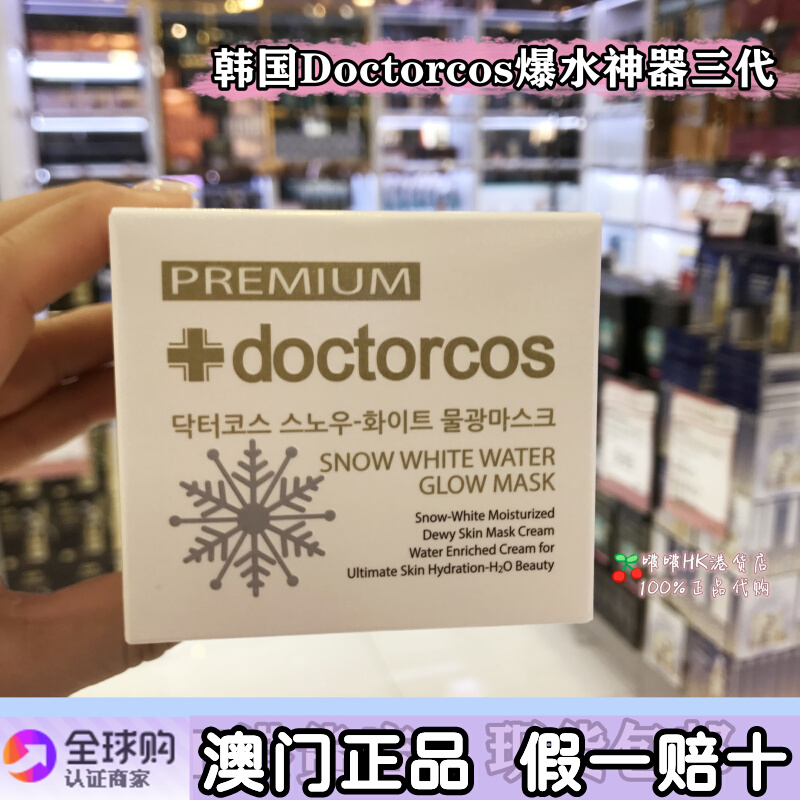 韩国Doctorcos爆水神器三代
PREMIUM
doctorcos
닥터코스 스노우-화이트 물광마스크
SNOW WHITE WATER
GLOW MASK
Snow-White Moisturized
Dewy Skin Mask Cream
Water Enriched Cream for
Ultimate Skin Hydration-H₂O Beauty
啵啵HK港货店
100%正品代购
全球购
认证商家
澳门正品 假一赔十